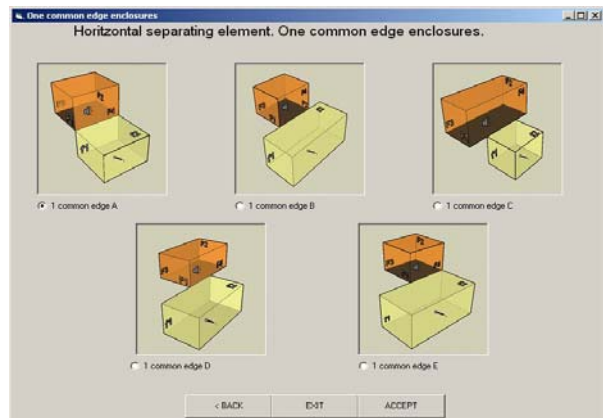 One common edge enclosures
Horitzontal separating element. One common edge enclosures.
1 common edge A
1 common edge B
1 common edge C
1 common edge D
1 common edge E
< BACK
EXIT
ACCEPT